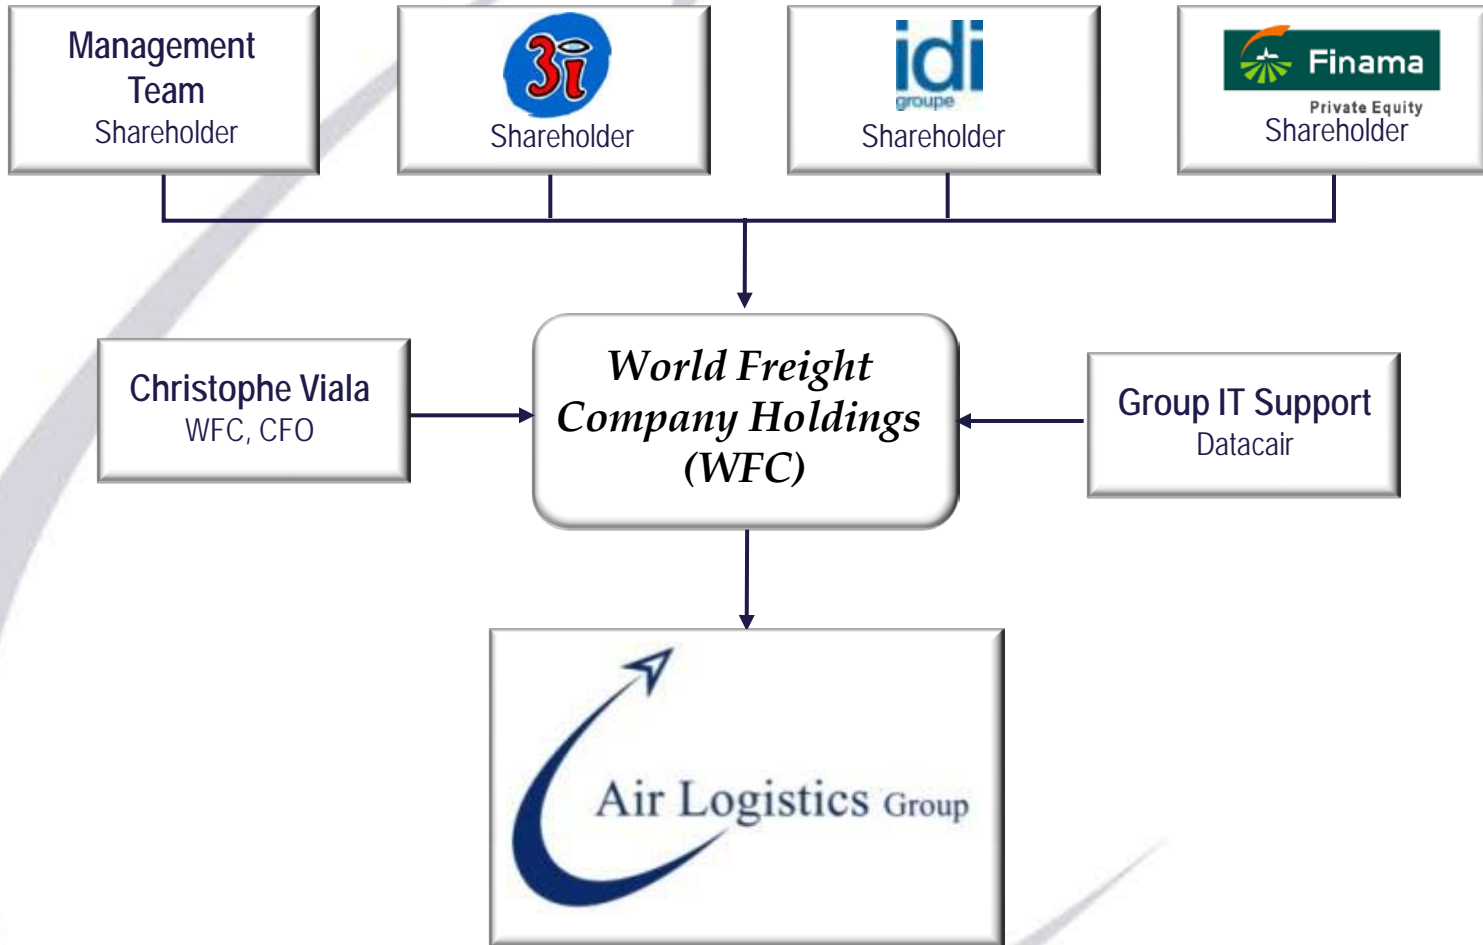 Management
Team
Shareholder
3i
Shareholder
idi
groupe
Shareholder
Finama
Private Equity
Shareholder
Christophe Viala
WFC, CFO
World Freight
Company Holdings
(WFC)
Group IT Support
Datacair
Air Logistics Group